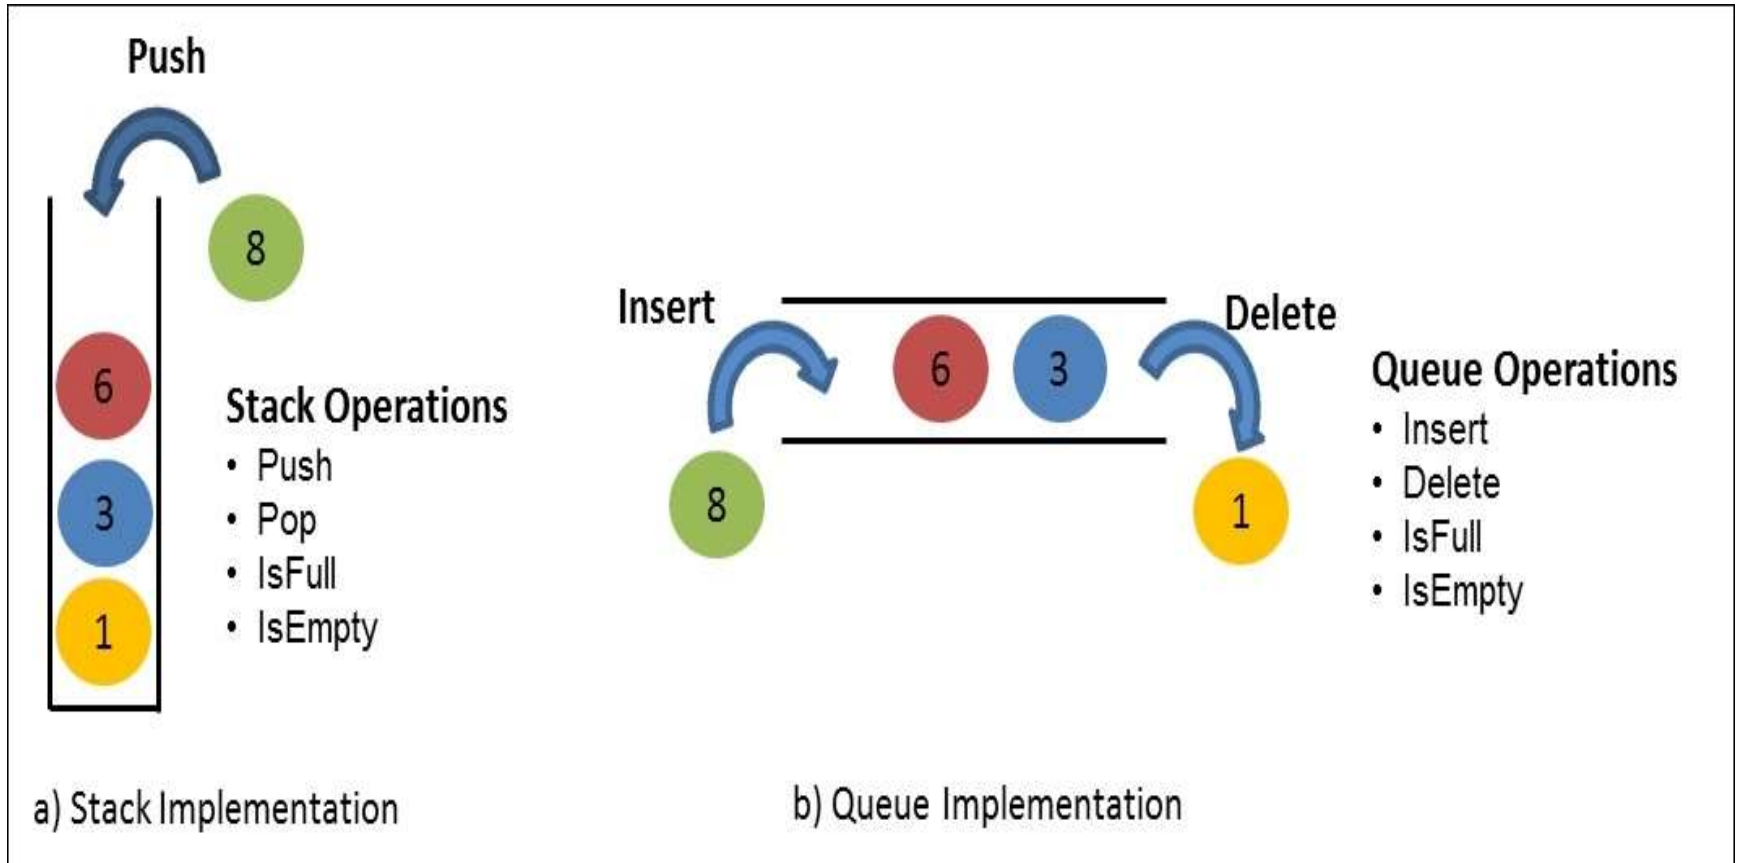 Push
8
6
3
1
Stack Operations
• Push
• Pop
• IsFull
• IsEmpty
a) Stack Implementation
Insert
Delete
6
3
8
1
Queue Operations
• Insert
• Delete
• IsFull
• IsEmpty
b) Queue Implementation